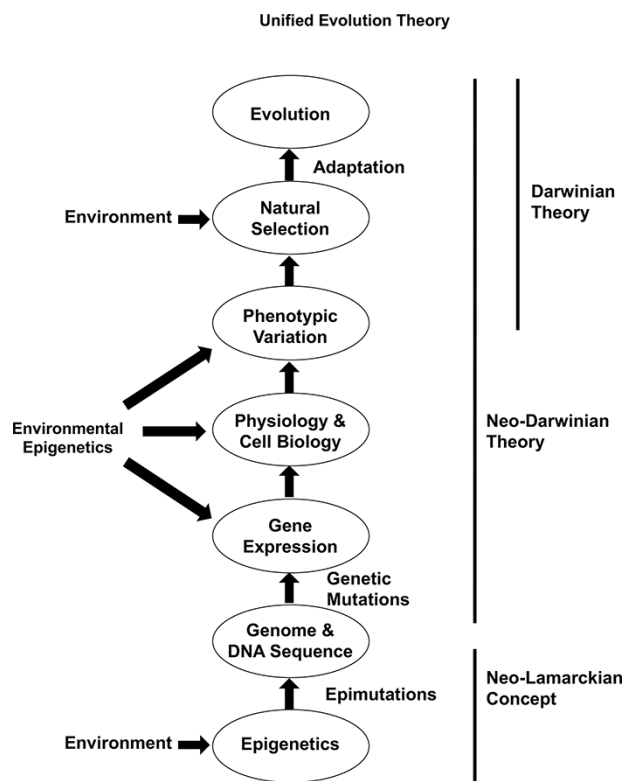 Unified Evolution Theory
Evolution
Adaptation
Environment
Natural
Selection
Darwinian
Theory
Phenotypic
Variation
Environmental
Epigenetics
Physiology &
Cell Biology
Neo-Darwinian
Theory
Gene
Expression
Genetic
Mutations
Genome &
DNA Sequence
Epimutations
Neo-Lamarckian
Concept
Environment
Epigenetics